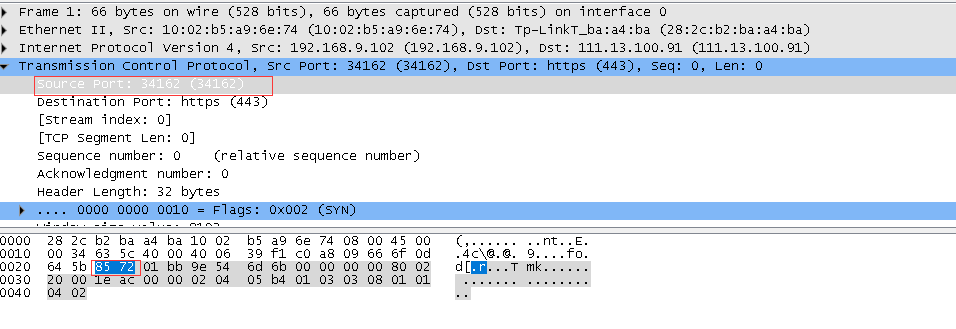 Frame 1: 66 bytes on wire (528 bits), 66 bytes captured (528 bits) on interface 0
Ethernet II, Src: 10:02:b5:a9:6e:74 (10:02:b5:a9:6e:74), Dst: Tp-LinkT_ba:a4:ba (28:2c:b2:ba:a4:ba)
Internet Protocol Version 4, Src: 192.168.9.102 (192.168.9.102), Dst: 111.13.100.91 (111.13.100.91)
Transmission Control Protocol, Src Port: 34162 (34162), Dst Port: https (443), Seq: 0, Len: 0
Source Port: 34162 (34162)
Destination Port: https (443)
[Stream index: 0]
[TCP Segment Len: 0]
Sequence number: 0    (relative sequence number)
Acknowledgment number: 0
Header Length: 32 bytes
.... 0000 0000 0010 = Flags: 0x002 (SYN)
Window size value: 8192
0000  28 2c b2 ba a4 ba 10 02  b5 a9 6e 74 08 00 45 00  (,...... ..nt..E.
0010  00 34 63 5c 40 00 40 06  39 f1 c0 a8 09 66 6f 0d  .4c\@.@. 9....fo.
0020  64 5b 85 72 01 bb 9e 54  6d 6b 00 00 00 00 80 02  d[.r...T mk......
0030  20 00 1e ac 00 00 02 04  05 b4 01 03 03 08 01 01   ....... ........
0040  04 02  ..